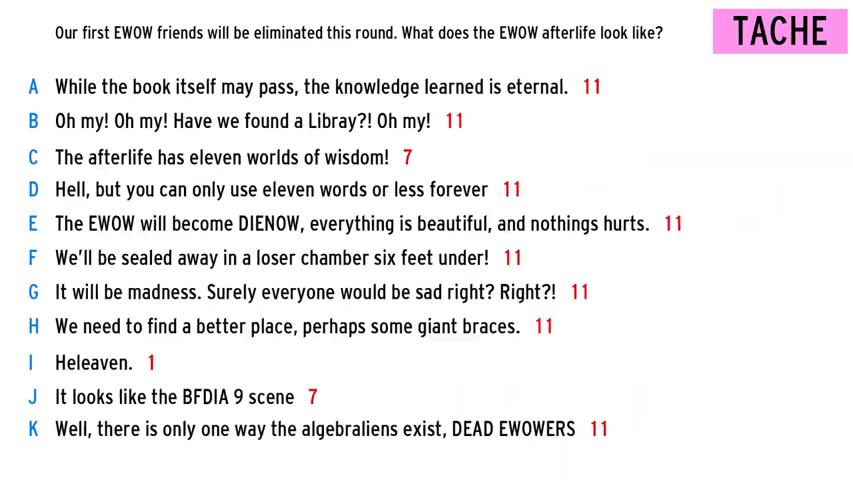 Our first EWOW friends will be eliminated this round. What does the EWOW afterlife look like?
TACHE
A While the book itself may pass, the knowledge learned is eternal. 11
B Oh my! Oh my! Have we found a Libray?! Oh my! 11
C The afterlife has eleven worlds of wisdom! 7
D Hell, but you can only use eleven words or less forever 11
E The EWOW will become DIENOW, everything is beautiful, and nothings hurts. 11
F We'll be sealed away in a loser chamber six feet under! 11
G It will be madness. Surely everyone would be sad right? Right?! 11
H We need to find a better place, perhaps some giant braces. 11
I Heleaven. 1
J It looks like the BFDIA 9 scene 7
K Well, there is only one way the algebraliens exist, DEAD EWOWERS 11